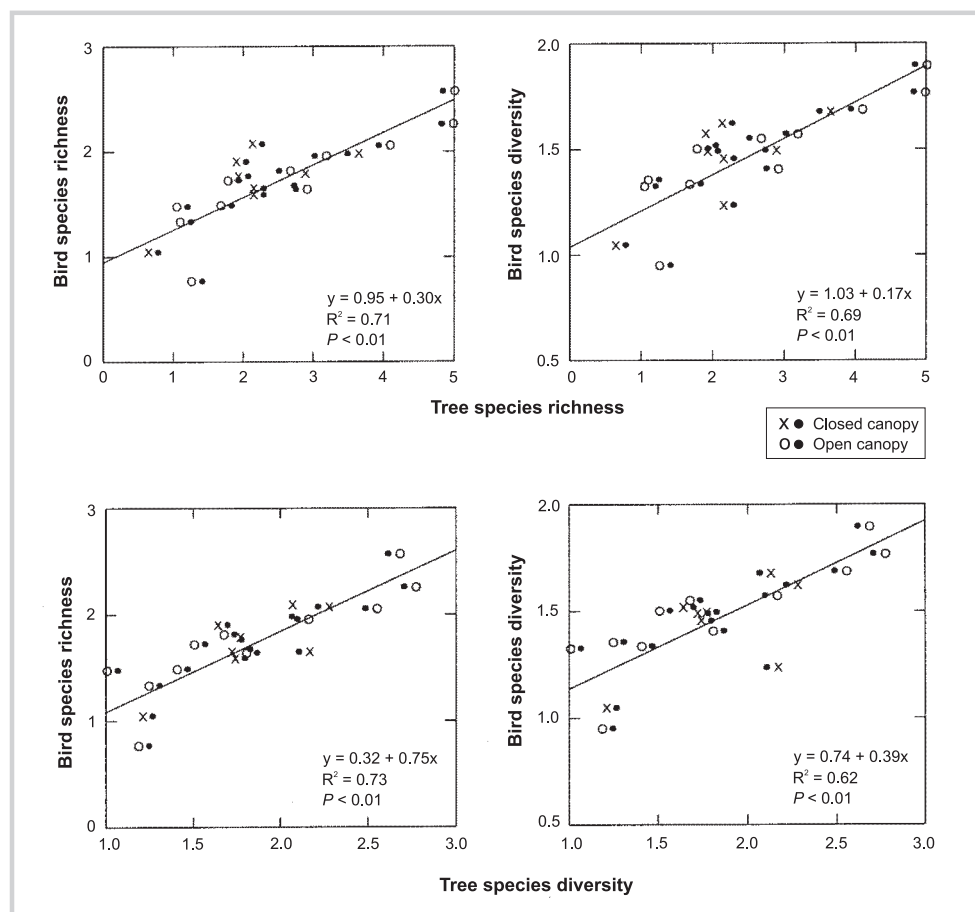 3
2
1
0
Bird species richness
0 1 2 3 4 5
y = 0.95 + 0.30x
R² = 0.71
P < 0.01
2.0
1.5
1.0
0.5
Bird species diversity
0 1 2 3 4 5
y = 1.03 + 0.17x
R² = 0.69
P < 0.01
Tree species richness
X● Closed canopy
O● Open canopy
3
2
1
0
Bird species richness
1.0 1.5 2.0 2.5 3.0
y = 0.32 + 0.75x
R² = 0.73
P < 0.01
2.0
1.5
1.0
0.5
Bird species diversity
1.0 1.5 2.0 2.5 3.0
y = 0.74 + 0.39x
R² = 0.62
P < 0.01
Tree species diversity